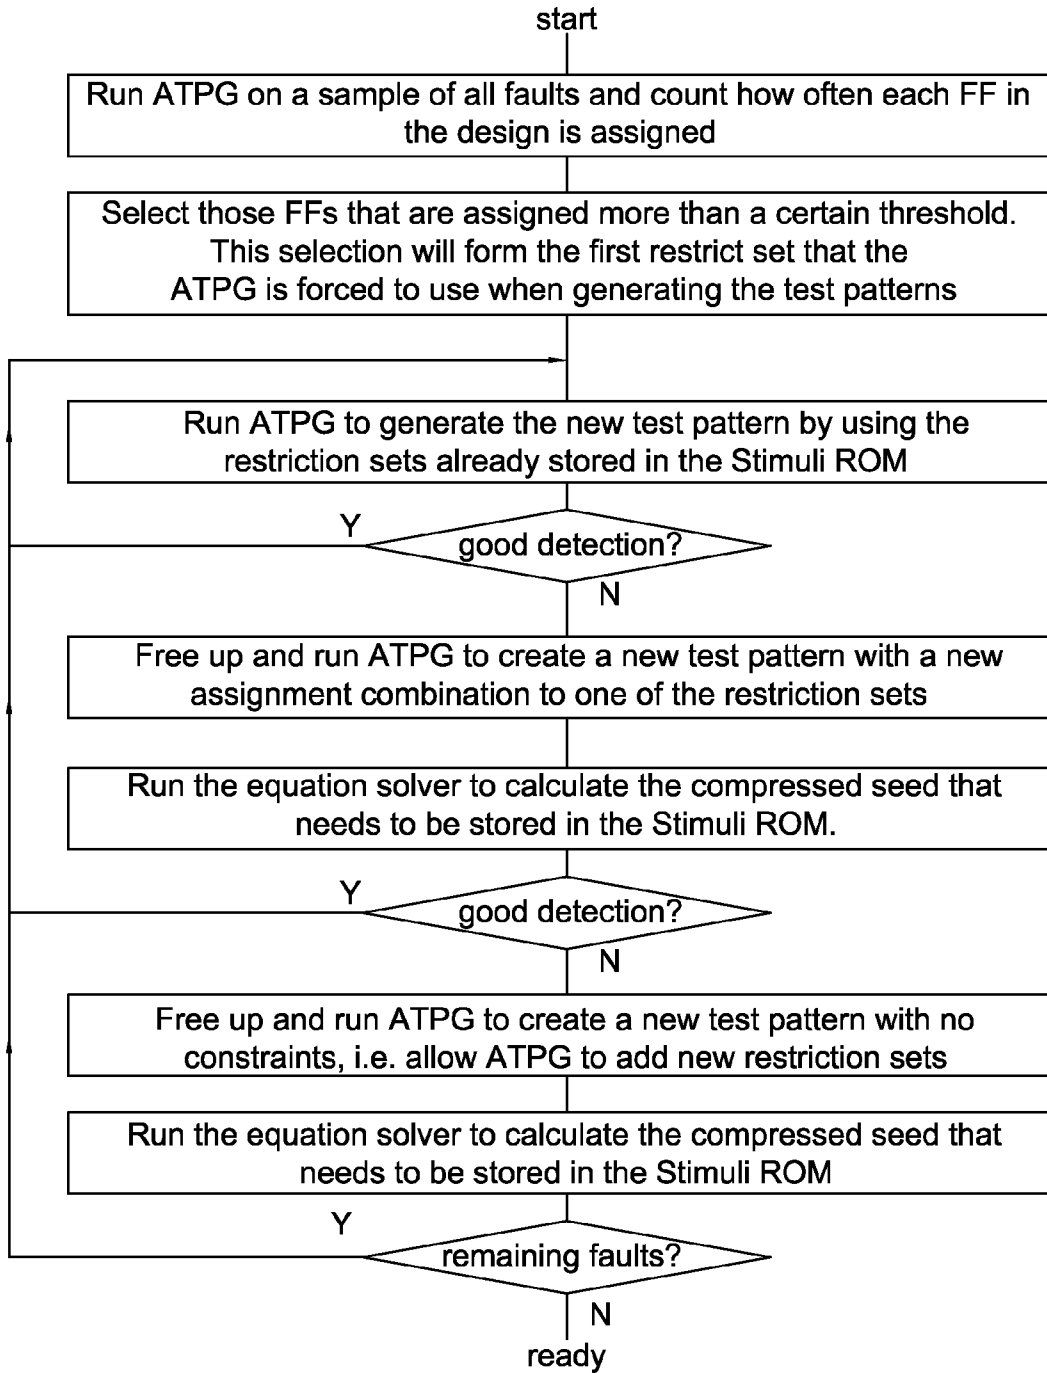 start
Run ATPG on a sample of all faults and count how often each FF in
the design is assigned
Select those FFs that are assigned more than a certain threshold.
This selection will form the first restrict set that the
ATPG is forced to use when generating the test patterns
Run ATPG to generate the new test pattern by using the
restriction sets already stored in the Stimuli ROM
Y
good detection?
N
Free up and run ATPG to create a new test pattern with a new
assignment combination to one of the restriction sets
Run the equation solver to calculate the compressed seed that
needs to be stored in the Stimuli ROM.
Y
good detection?
N
Free up and run ATPG to create a new test pattern with no
constraints, i.e. allow ATPG to add new restriction sets
Run the equation solver to calculate the compressed seed that
needs to be stored in the Stimuli ROM
Y
remaining faults?
N
ready